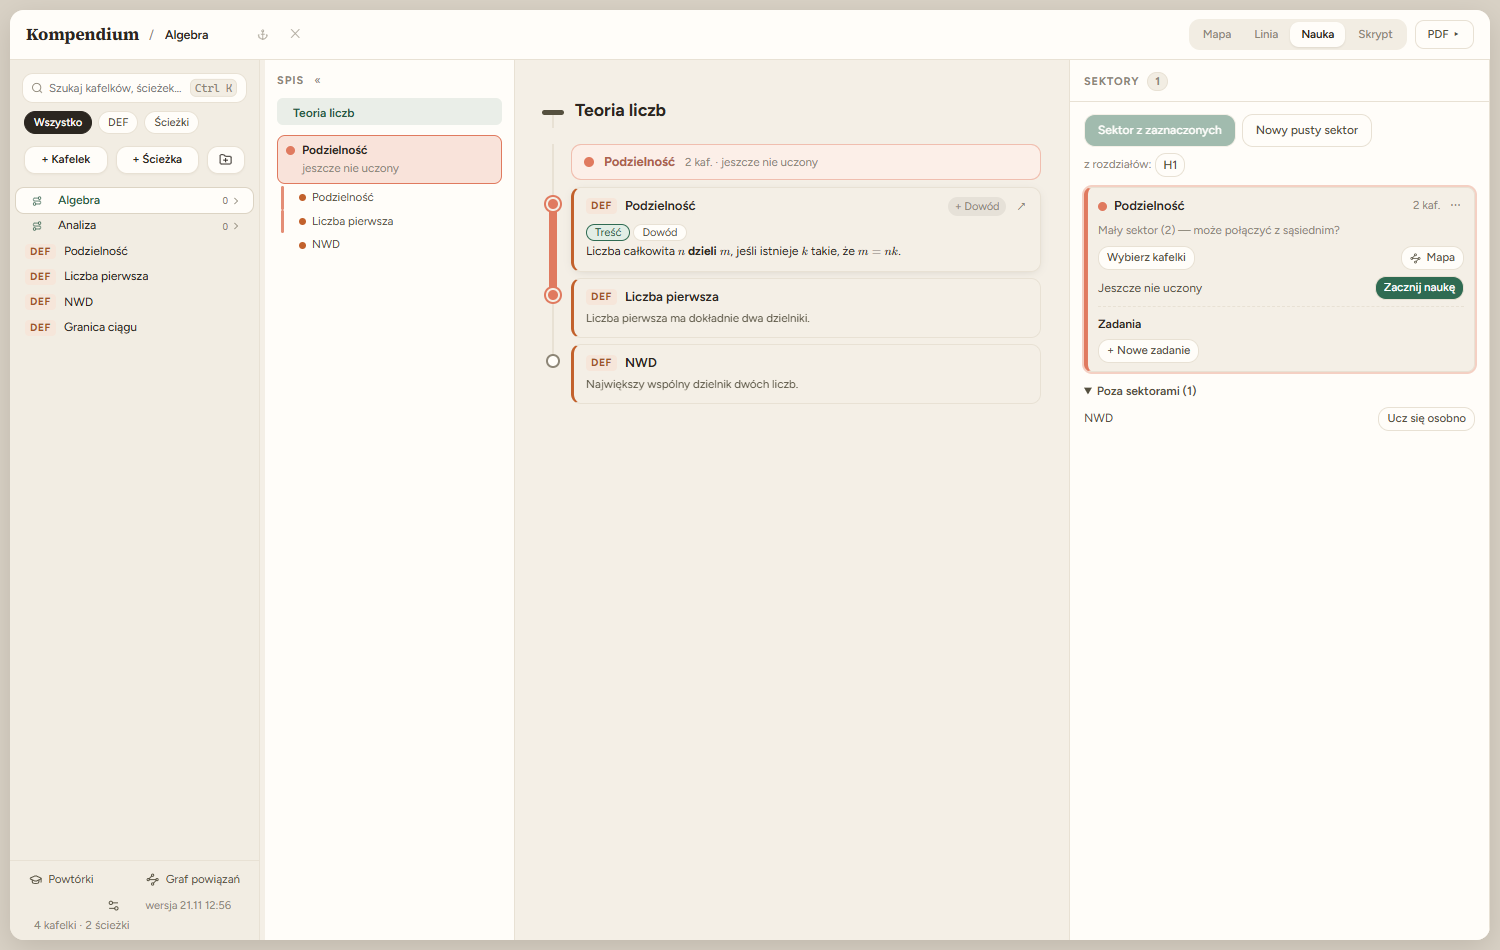 Kompendium / Algebra
Mapa Linia Nauka Skrypt PDF
Szukaj kafelków, ścieżek... Ctrl K
Wszystko DEF Ścieżki
+ Kafelek + Ścieżka
Algebra 0
Analiza 0
DEF Podzielność
DEF Liczba pierwsza
DEF NWD
DEF Granica ciągu
Powtórki Graf powiązań
wersja 21.11 12:56
4 kafelki · 2 ścieżki
SPIS «
Teoria liczb
Podzielność
jeszcze nie uczony
Podzielność
Liczba pierwsza
NWD
Teoria liczb
Podzielność 2 kaf. · jeszcze nie uczony
DEF Podzielność + Dowód ↗
Treść Dowód
Liczba całkowita n dzieli m, jeśli istnieje k takie, że m = nk.
DEF Liczba pierwsza
Liczba pierwsza ma dokładnie dwa dzielniki.
DEF NWD
Największy wspólny dzielnik dwóch liczb.
SEKTORY 1
Sektor z zaznaczonych Nowy pusty sektor
z rozdziałów: H1
Podzielność 2 kaf. ···
Mały sektor (2) — może połączyć z sąsiednim?
Wybierz kafelki Mapa
Jeszcze nie uczony Zacznij naukę
Zadania
+ Nowe zadanie
▼ Poza sektorami (1)
NWD Ucz się osobno